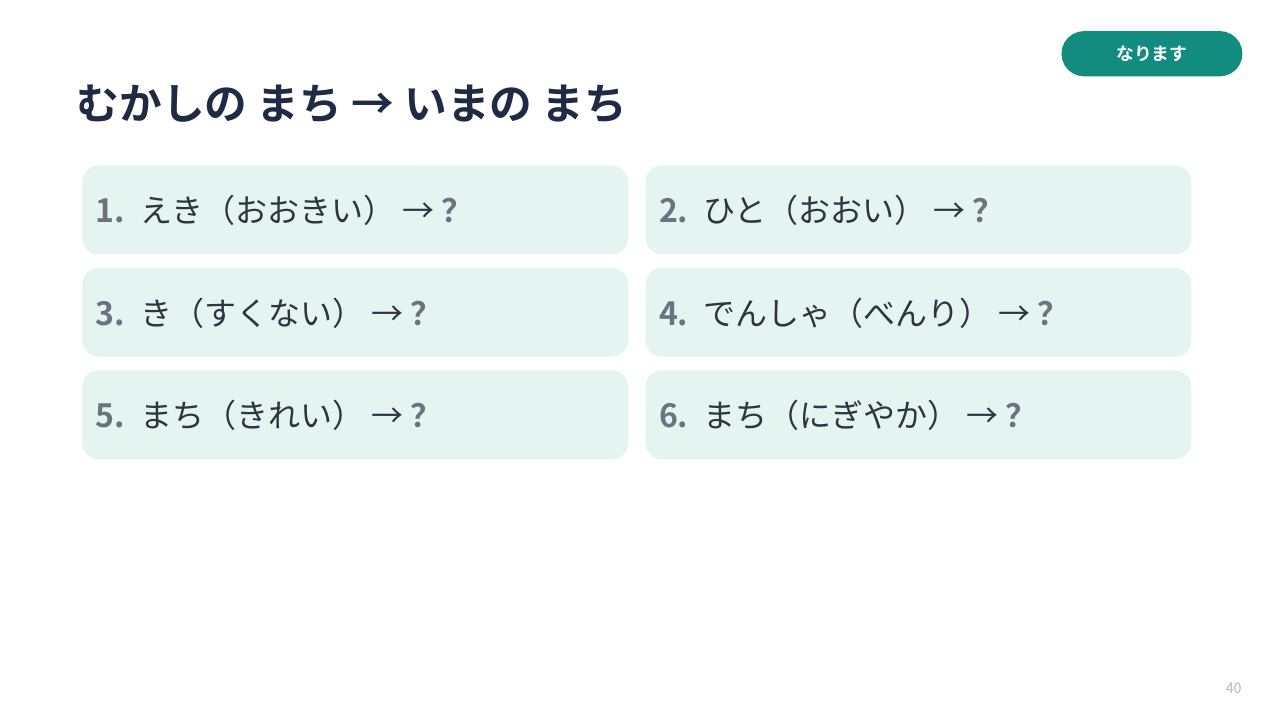 なります
むかしの まち → いまの まち
1. えき（おおきい） → ?
2. ひと（おおい） → ?
3. き（すくない） → ?
4. でんしゃ（べんり） → ?
5. まち（きれい） → ?
6. まち（にぎやか） → ?
40